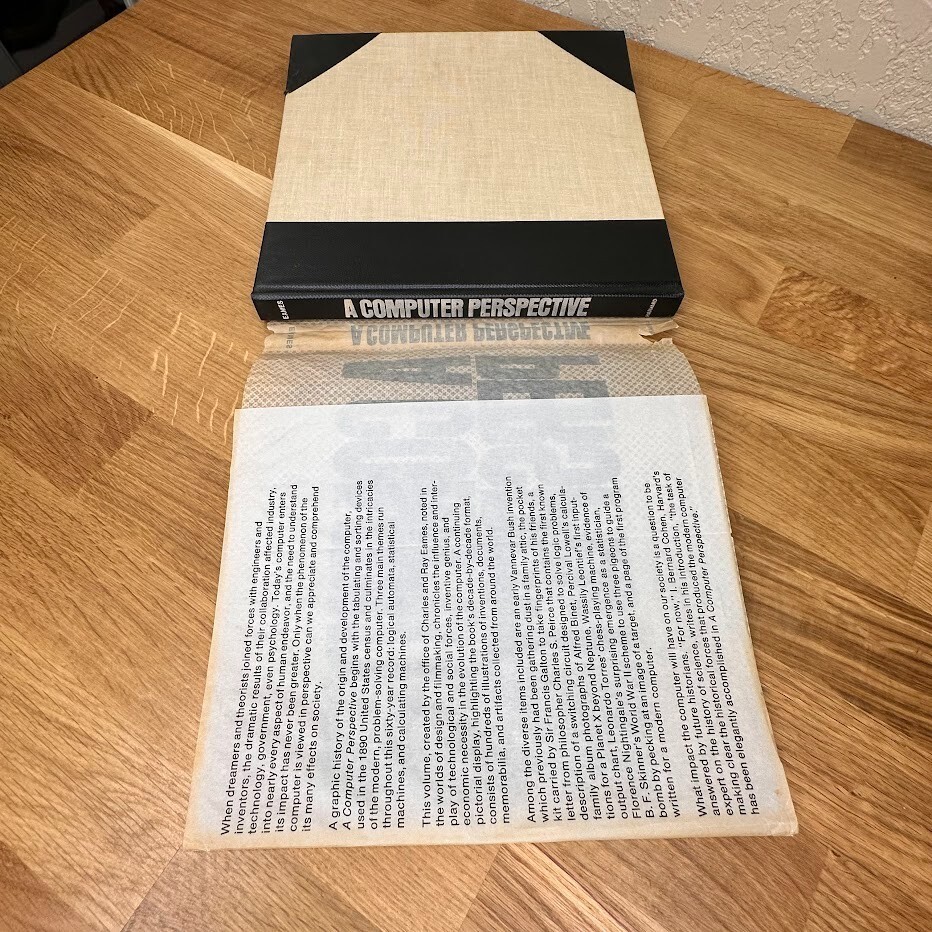 EAMES
A COMPUTER PERSPECTIVE
HARVARD
A COMPUTER PERSPECTIVE
When dreamers and theorists joined forces with engineers and
inventors, the dramatic results of their collaboration affected industry,
technology, government, even psychology. Today's computer enters
into nearly every aspect of human endeavor, and the need to understand
its impact has never been greater. Only when the phenomenon of the
computer is viewed in perspective can we appreciate and comprehend
its many effects on society.
A graphic history of the origin and development of the computer,
A Computer Perspective begins with the tabulating and sorting devices
used in the 1890 United States census and culminates in the intricacies
of the modern, problem-solving computer. Three main themes run
throughout this sixty-year record: logical automata, statistical
machines, and calculating machines.
This volume, created by the office of Charles and Ray Eames, noted in
the worlds of design and filmmaking, chronicles the influence and inter-
play of technological and social forces, inventive genius, and
economic necessity in the evolution of the computer. A continuing
pictorial display, highlighting the book's decade-by-decade format,
consists of hundreds of illustrations of inventions, documents,
memorabilia, and artifacts collected from around the world.
Among the diverse items included are an early Vannevar Bush invention
which previously had been gathering dust in a family attic, the pocket
kit carried by Sir Francis Galton to take fingerprints of his friends, a
letter from philosopher Charles S. Peirce that contains the first known
description of a switching circuit designed to solve logic problems,
family album photographs of Alfred Binet, Percival Lowell's calcula-
tions for a Planet X beyond Neptune, Wassily Leontief's first input-
output chart, Leonardo Torres' chess-playing machine, evidence of
Florence Nightingale's surprising emergence as a statistician,
B. F. Skinner's World War II scheme to use three pigeons to guide a
bomb by pecking at an image of a target, and a page of the first program
written for a modern computer.
What impact the computer will have on our society is a question to be
answered by future historians. "For now," I. Bernard Cohen, Harvard's
expert on the history of science, writes in his introduction, "the task of
making clear the historical forces that produced the modern computer
has been elegantly accomplished in A Computer Perspective."